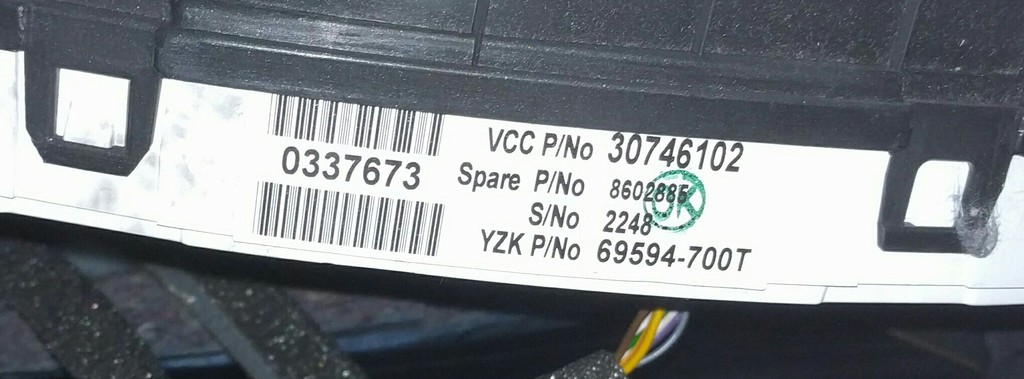 0337673
VCC P/No 30746102
Spare P/No 8602885
S/No 2248
YZK P/No 69594-700T
OK